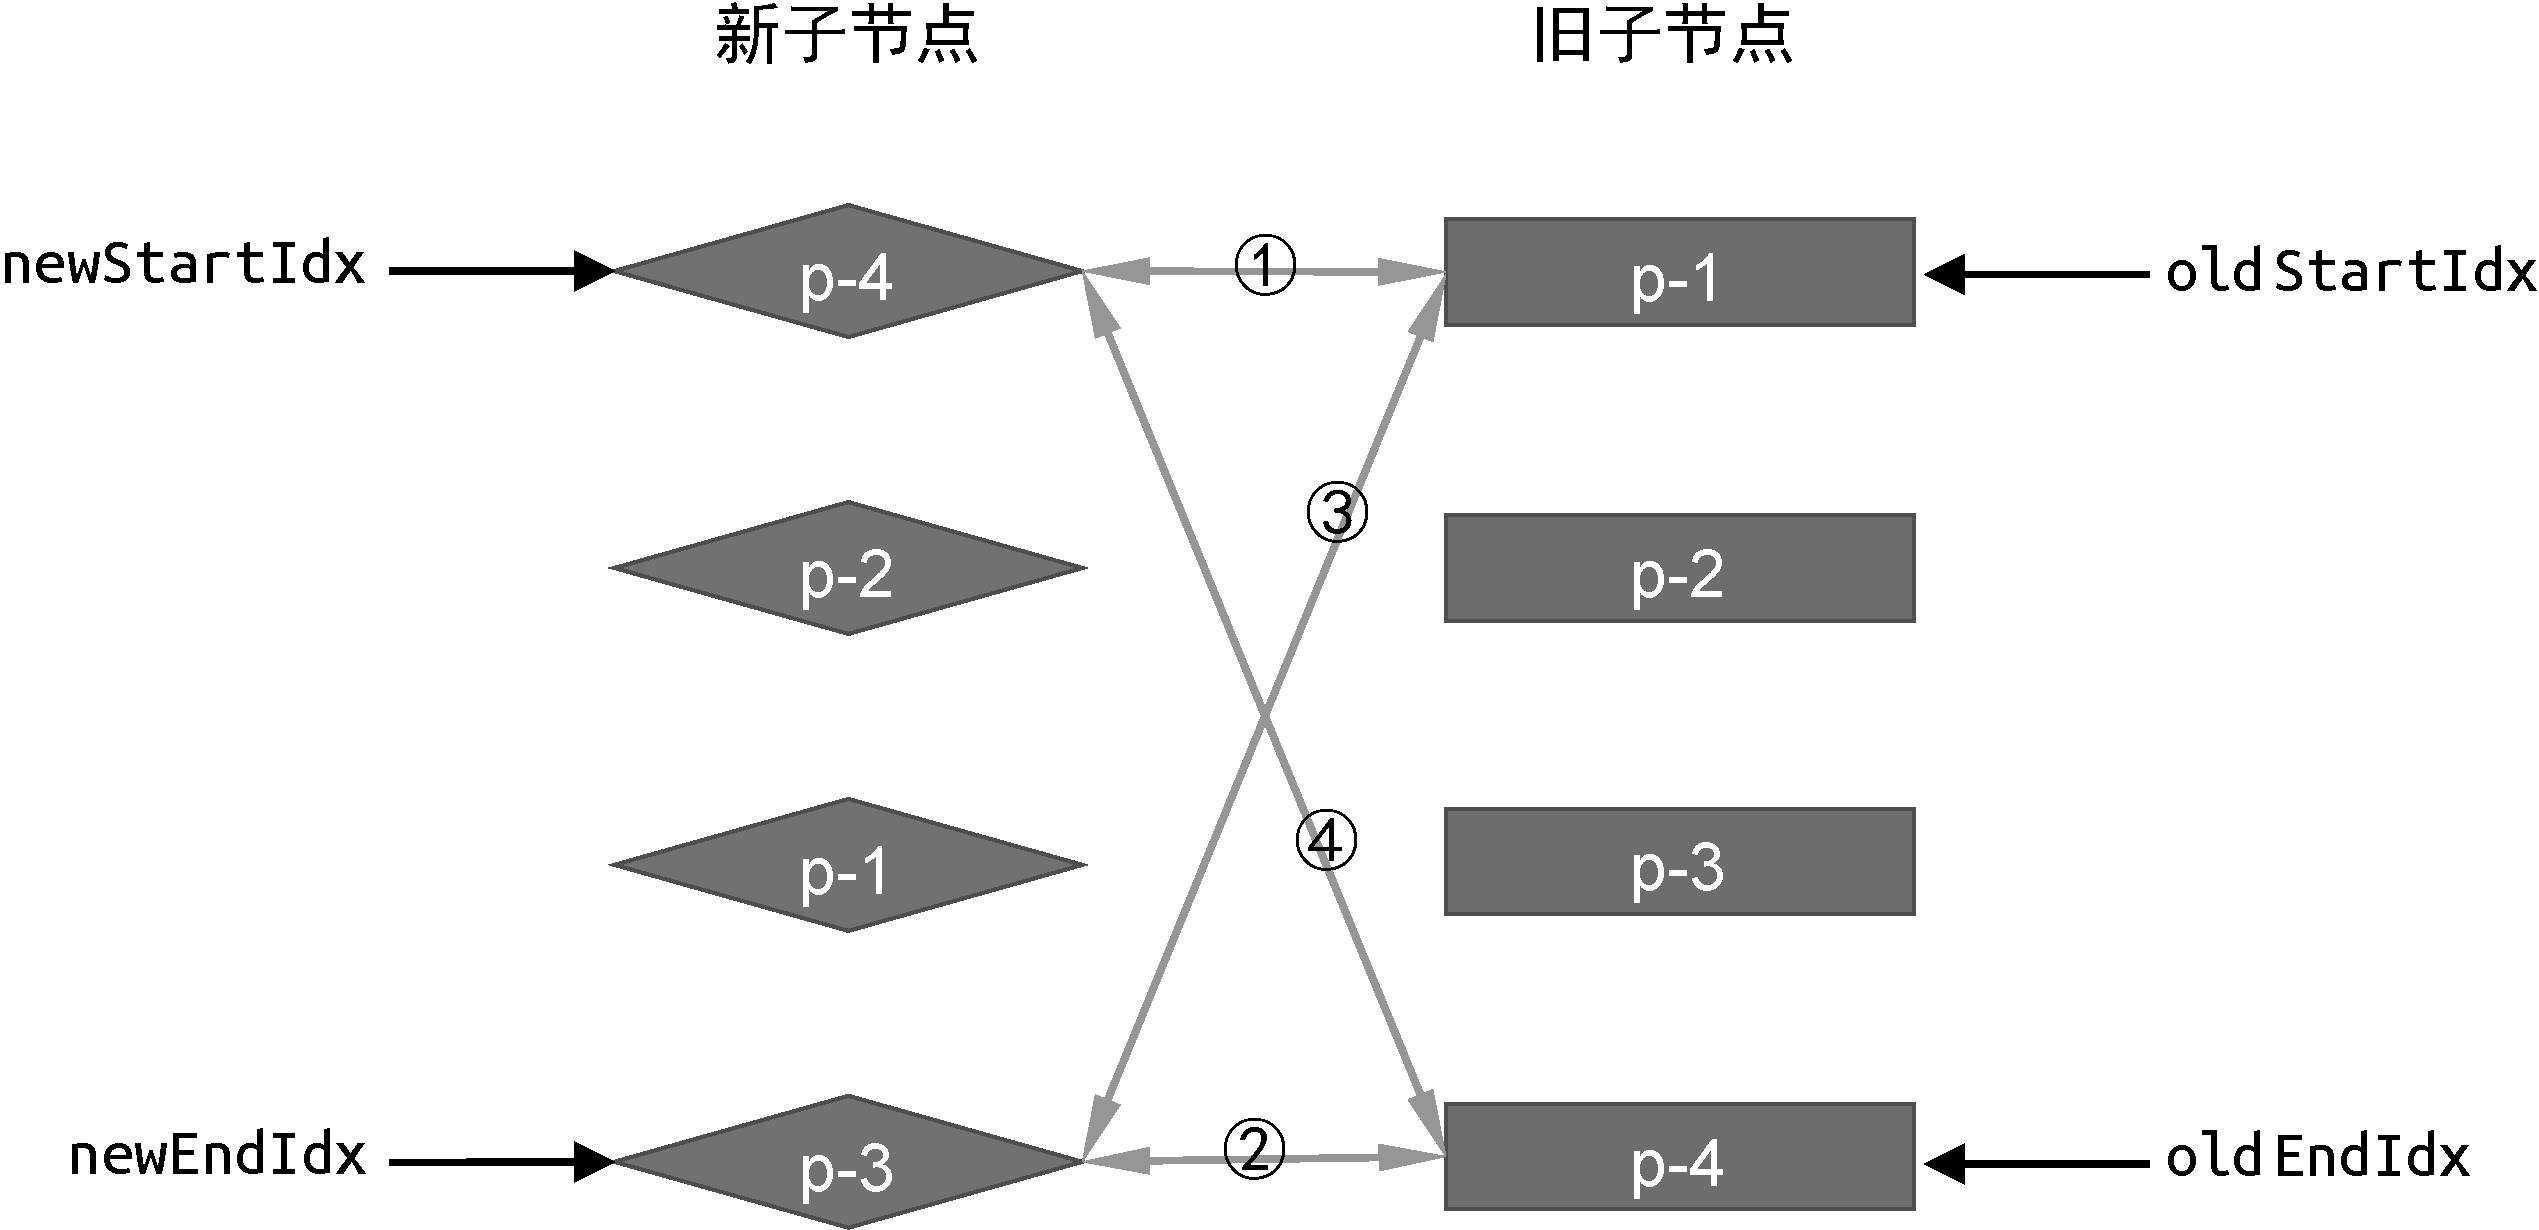 新子节点 旧子节点
newStartIdx p-4 ① p-1 oldStartIdx
③
p-2 p-2
④
p-1 p-3
newEndIdx p-3 ② p-4 oldEndIdx